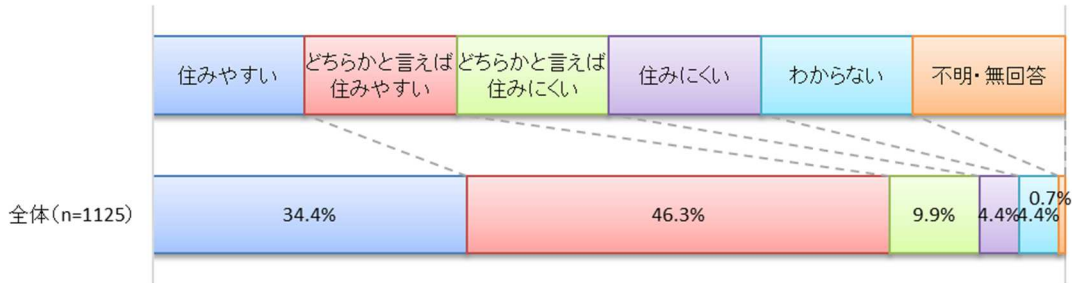 住みやすい
どちらかと言えば
住みやすい
どちらかと言えば
住みにくい
住みにくい
わからない
不明・無回答
全体(n=1125)
34.4%
46.3%
9.9%
4.4%
4.4%
0.7%